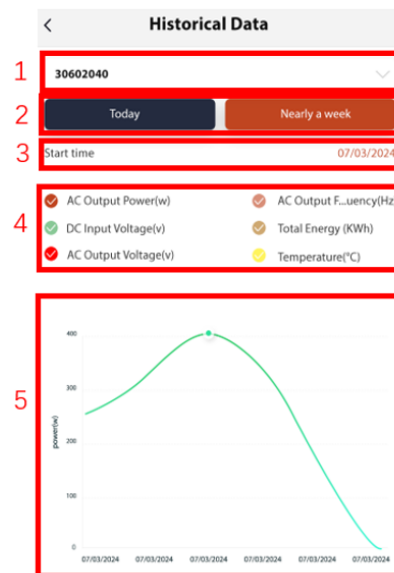 Historical Data
1
30602040
2
Today
Nearly a week
3
Start time
07/03/2024
4
AC Output Power(w)
AC Output F...uency(Hz
DC Input Voltage(v)
Total Energy (KWh)
AC Output Voltage(v)
Temperature(°C)
5
400
300
200
100
0
power(w)
07/03/2024 07/03/2024 07/03/2024 07/03/2024 07/03/2024 07/03/2024